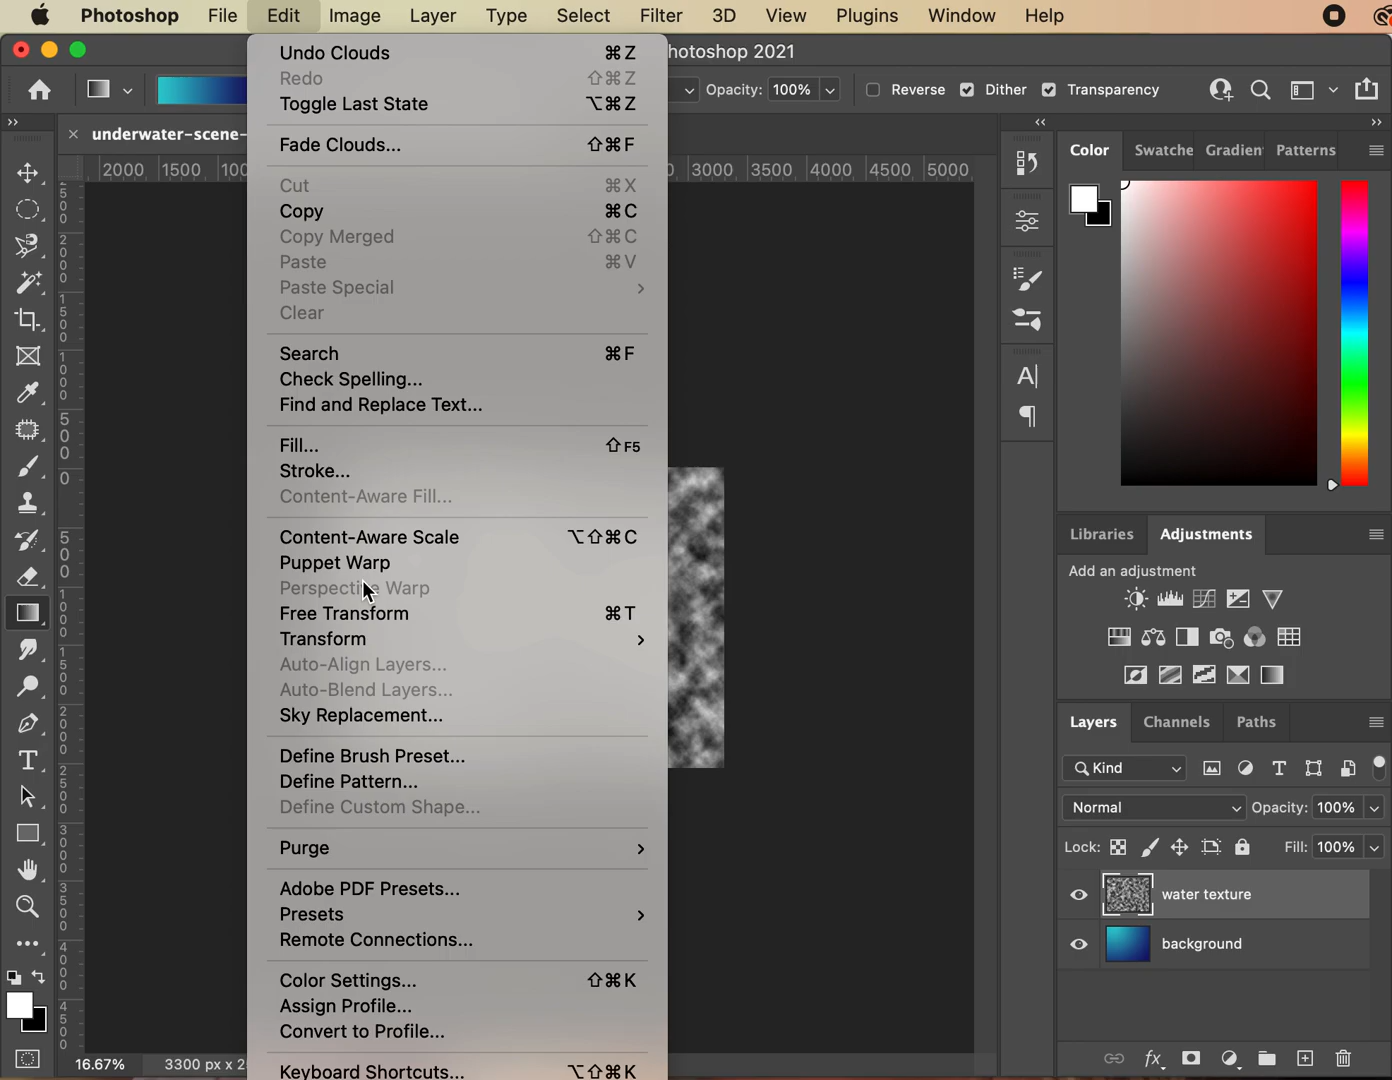 Photoshop File Edit Image Layer Type Select Filter 3D View Plugins Window Help
hotoshop 2021
Opacity: 100% Reverse Dither Transparency
underwater-scene-
2000 1500 3000 3500 4000 4500 5000
Undo Clouds ⌘Z
Redo ⇧⌘Z
Toggle Last State ⌥⌘Z
Fade Clouds... ⇧⌘F
Cut ⌘X
Copy ⌘C
Copy Merged ⇧⌘C
Paste ⌘V
Paste Special >
Clear
Search ⌘F
Check Spelling...
Find and Replace Text...
Fill... ⇧F5
Stroke...
Content-Aware Fill...
Content-Aware Scale ⌥⇧⌘C
Puppet Warp
Perspective Warp
Free Transform ⌘T
Transform >
Auto-Align Layers...
Auto-Blend Layers...
Sky Replacement...
Define Brush Preset...
Define Pattern...
Define Custom Shape...
Purge >
Adobe PDF Presets...
Presets >
Remote Connections...
Color Settings... ⇧⌘K
Assign Profile...
Convert to Profile...
Keyboard Shortcuts... ⌥⇧⌘K
16.67% 3300 px x 2
Color Swatche Gradien Patterns
Libraries Adjustments
Add an adjustment
Layers Channels Paths
Kind
Normal Opacity: 100%
Lock: Fill: 100%
water texture
background